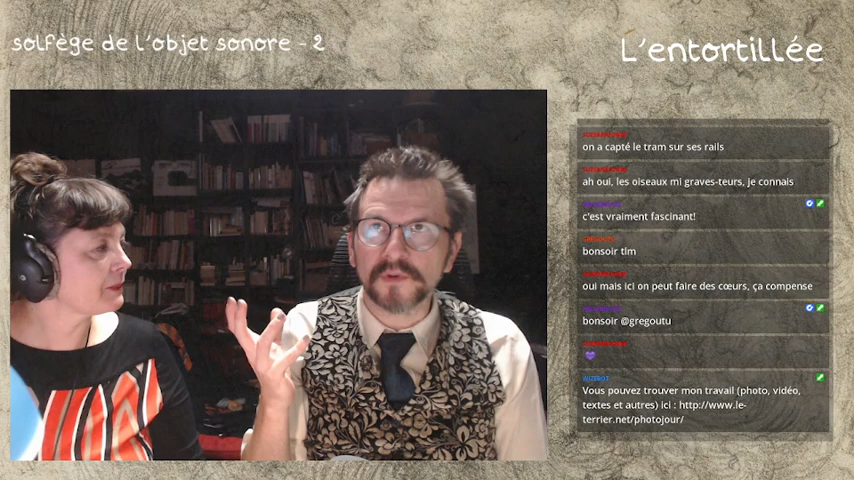 solfège de l'objet sonore - 2
L'entortillée
on a capté le tram sur ses rails
ah oui, les oiseaux mi graves-teurs, je connais
c'est vraiment fascinant!
bonsoir tlm
oui mais ici on peut faire des cœurs, ça compense
bonsoir @gregoutu
Vous pouvez trouver mon travail (photo, vidéo,
textes et autres) ici : http://www.le-
terrier.net/photojour/